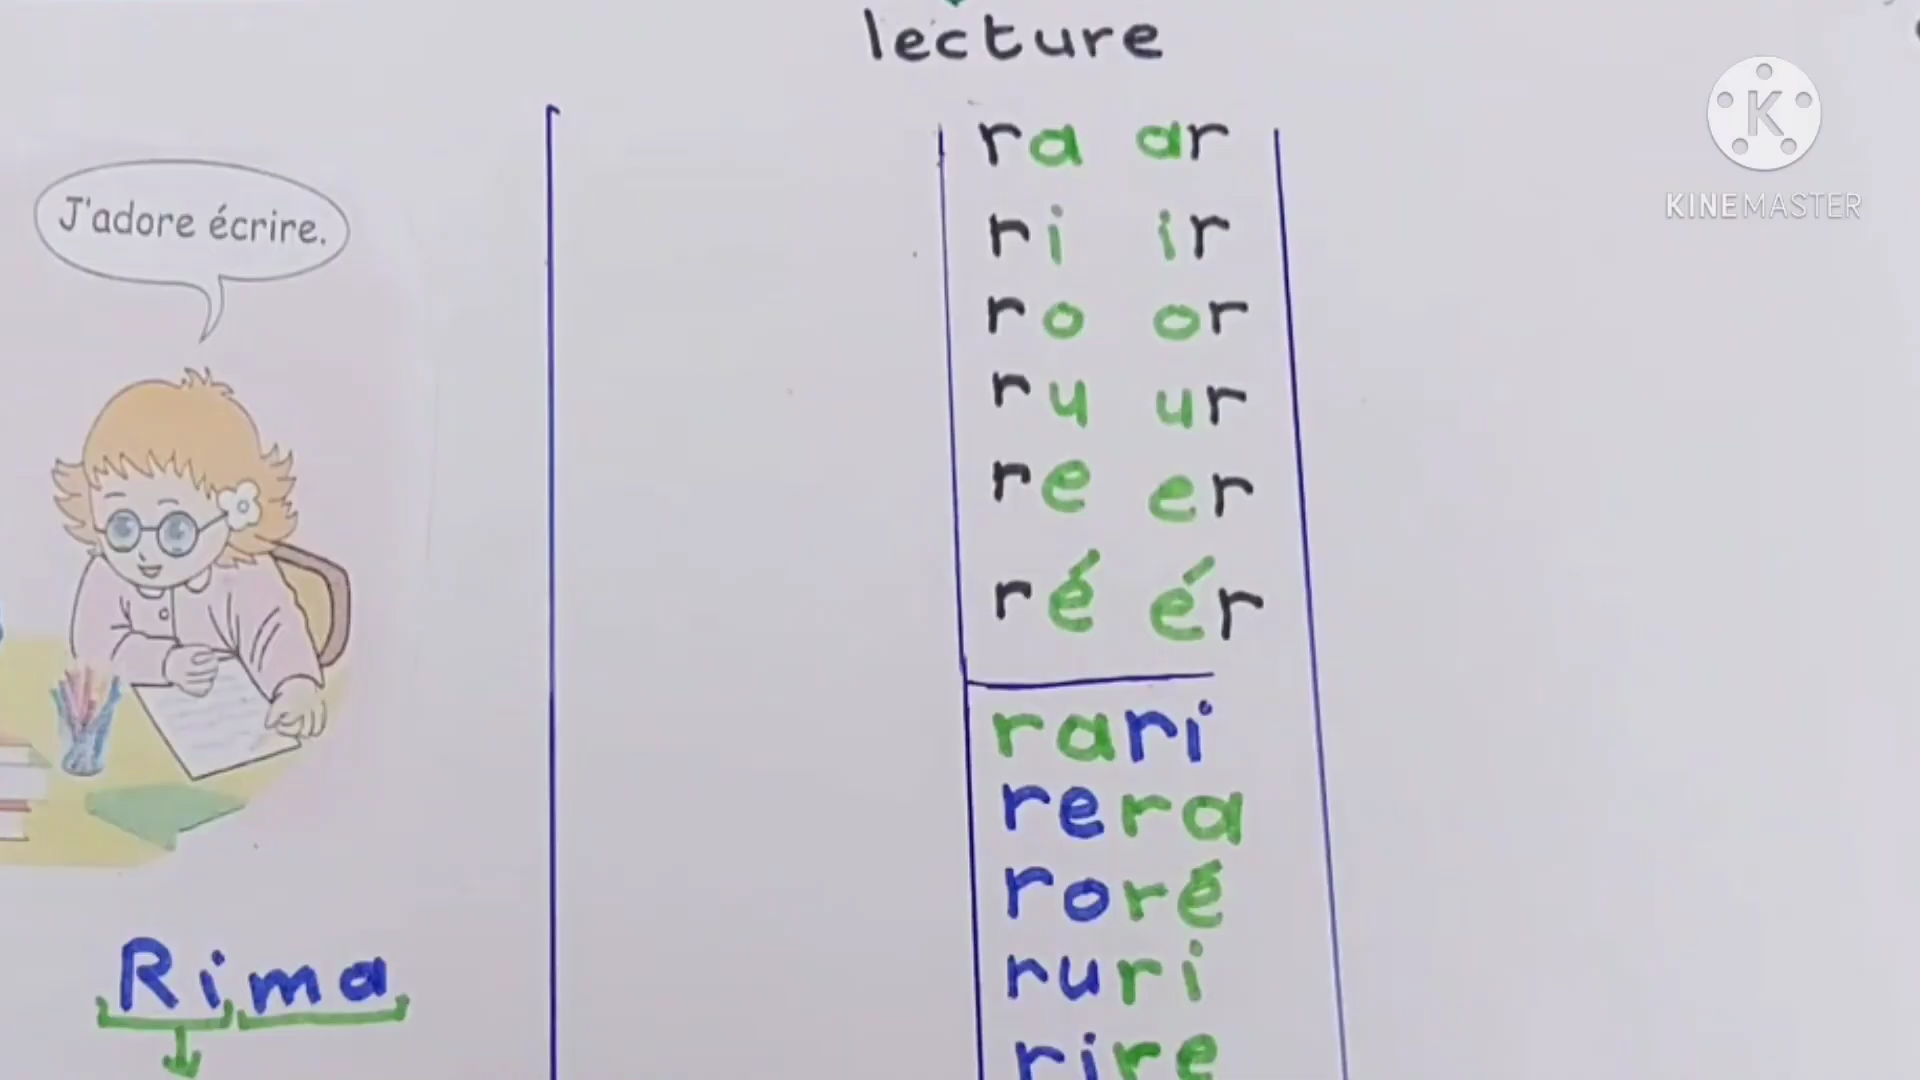 lecture
J'adore écrire.
Rima
ra ar
ri ir
ro or
ru ur
re er
ré ér
rari
rera
roré
ruri
rire
KINEMASTER